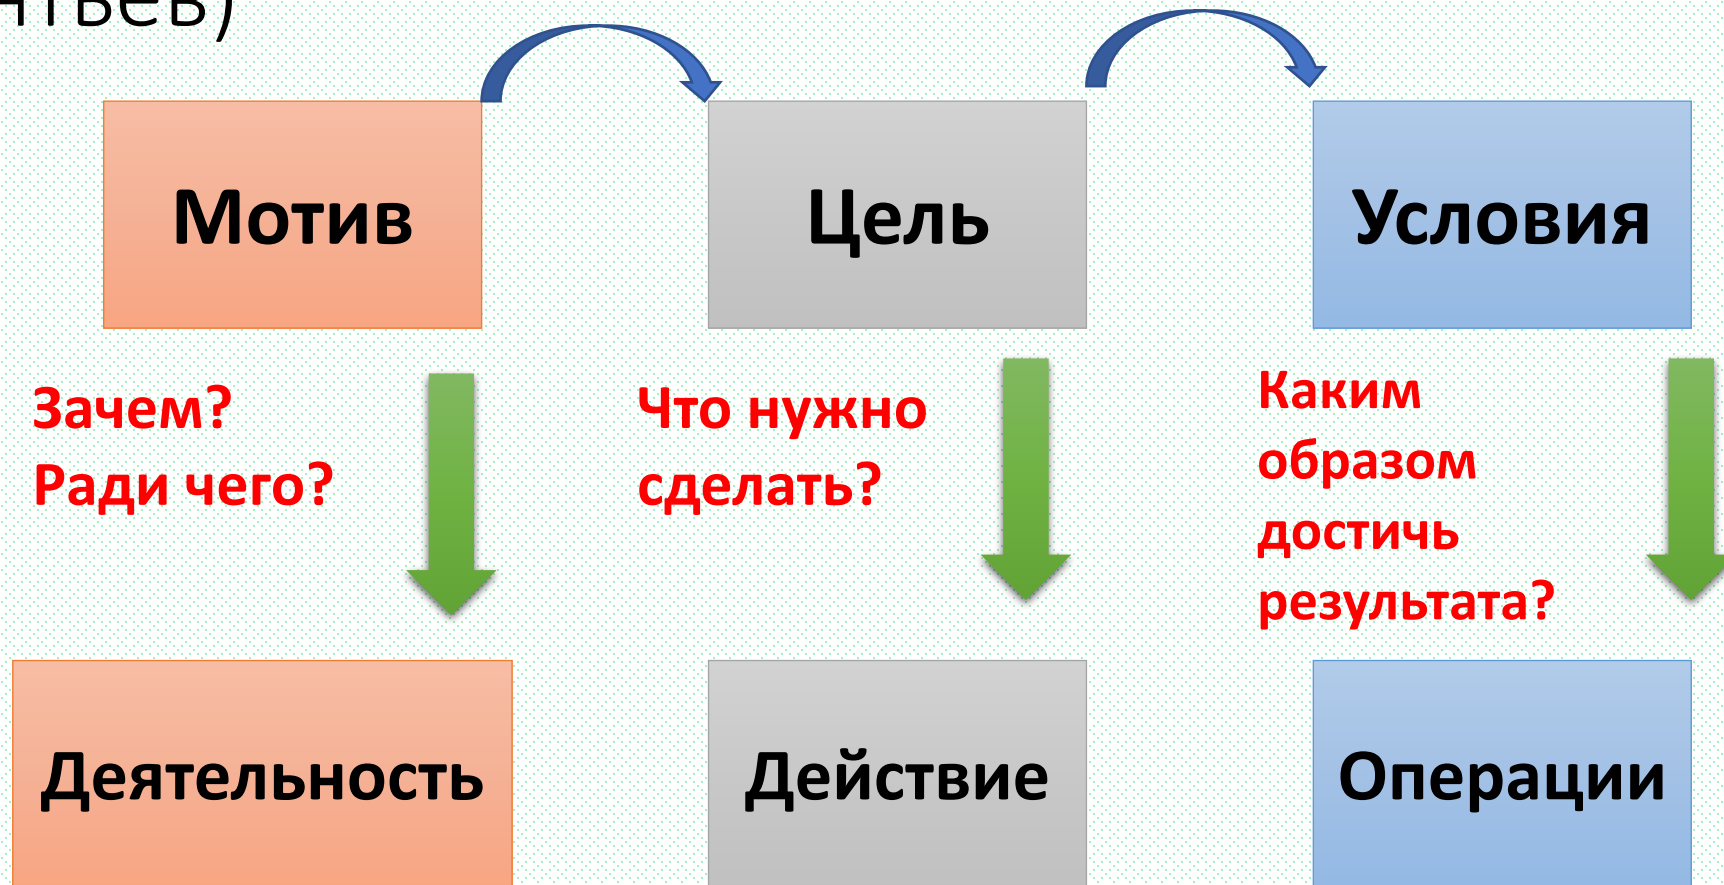 Мотив
Цель
Условия
Зачем?
Ради чего?
Что нужно
сделать?
Каким
образом
достичь
результата?
Деятельность
Действие
Операции